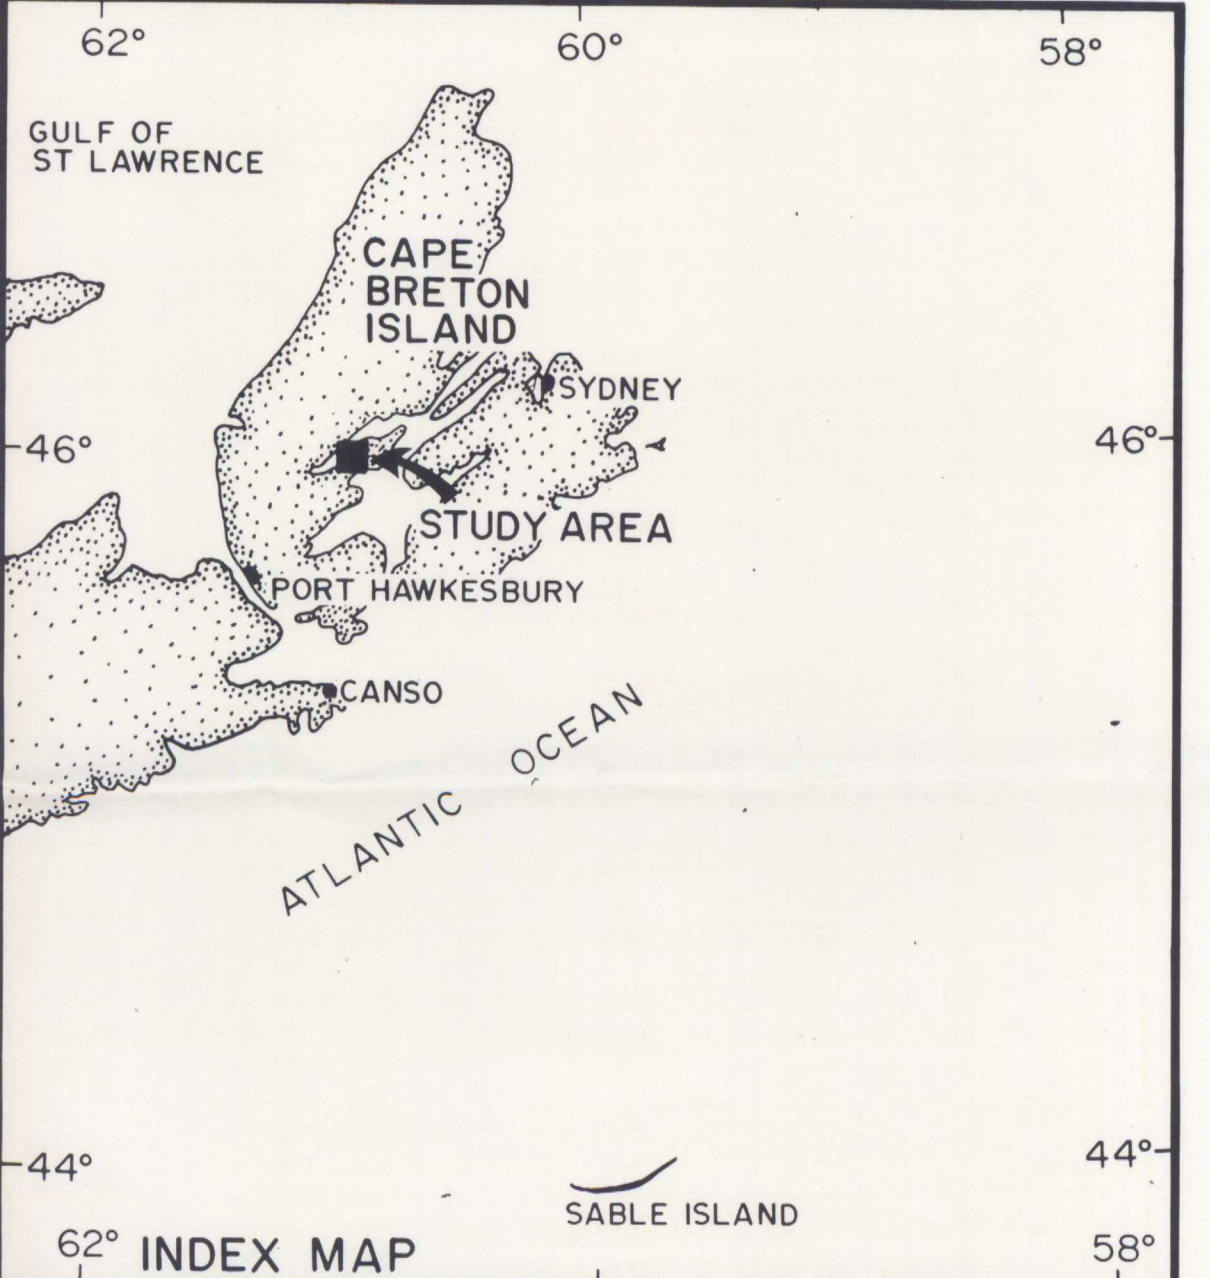 62°
60°
58°
GULF OF
ST LAWRENCE
CAPE
BRETON
ISLAND
SYDNEY
46°
46°
STUDY AREA
PORT HAWKESBURY
CANSO
ATLANTIC OCEAN
44°
44°
SABLE ISLAND
62°
INDEX MAP
58°